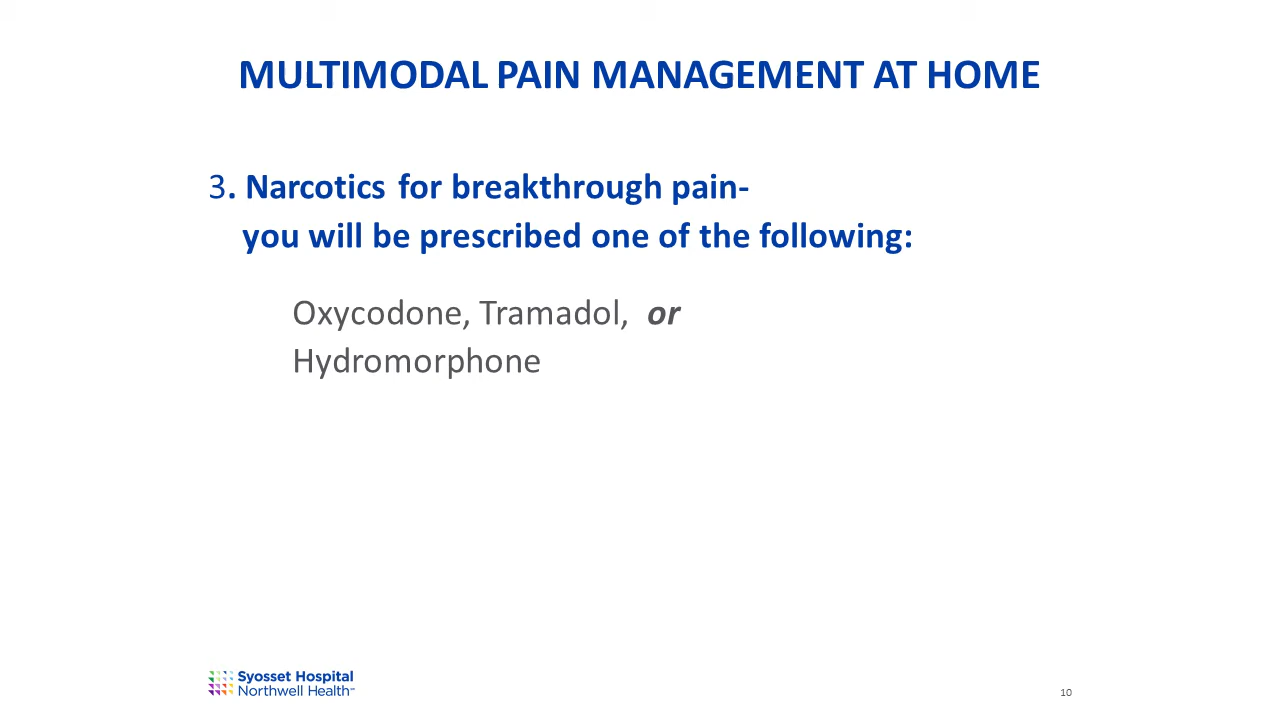 MULTIMODAL PAIN MANAGEMENT AT HOME
3. Narcotics for breakthrough pain-
you will be prescribed one of the following:
Oxycodone, Tramadol, or
Hydromorphone
Syosset Hospital
Northwell Health℠
10